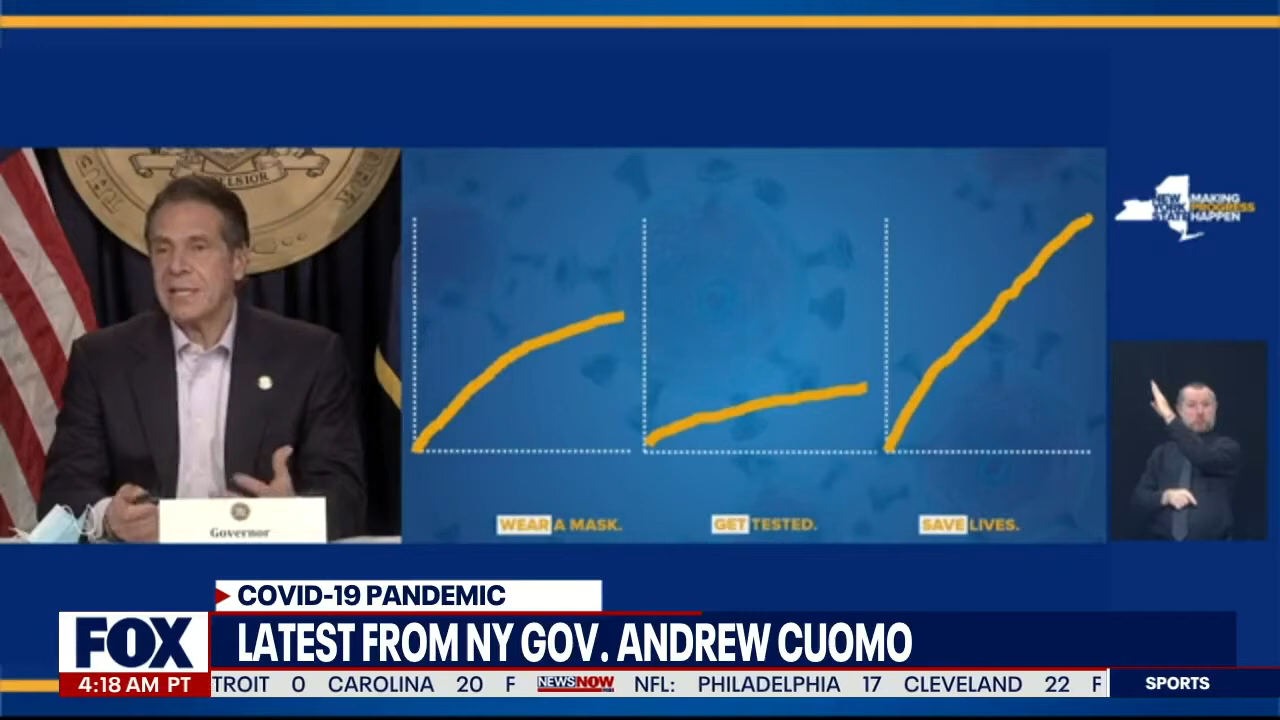 ELSIOR
NEW
YORK
STATE
MAKING
PROGRESS
HAPPEN
Governor
WEAR A MASK.
GET TESTED.
SAVE LIVES.
COVID-19 PANDEMIC
FOX
LATEST FROM NY GOV. ANDREW CUOMO
4:18 AM PT
TROIT 0 CAROLINA 20 F NEWSNOW NFL: PHILADELPHIA 17 CLEVELAND 22 F
SPORTS